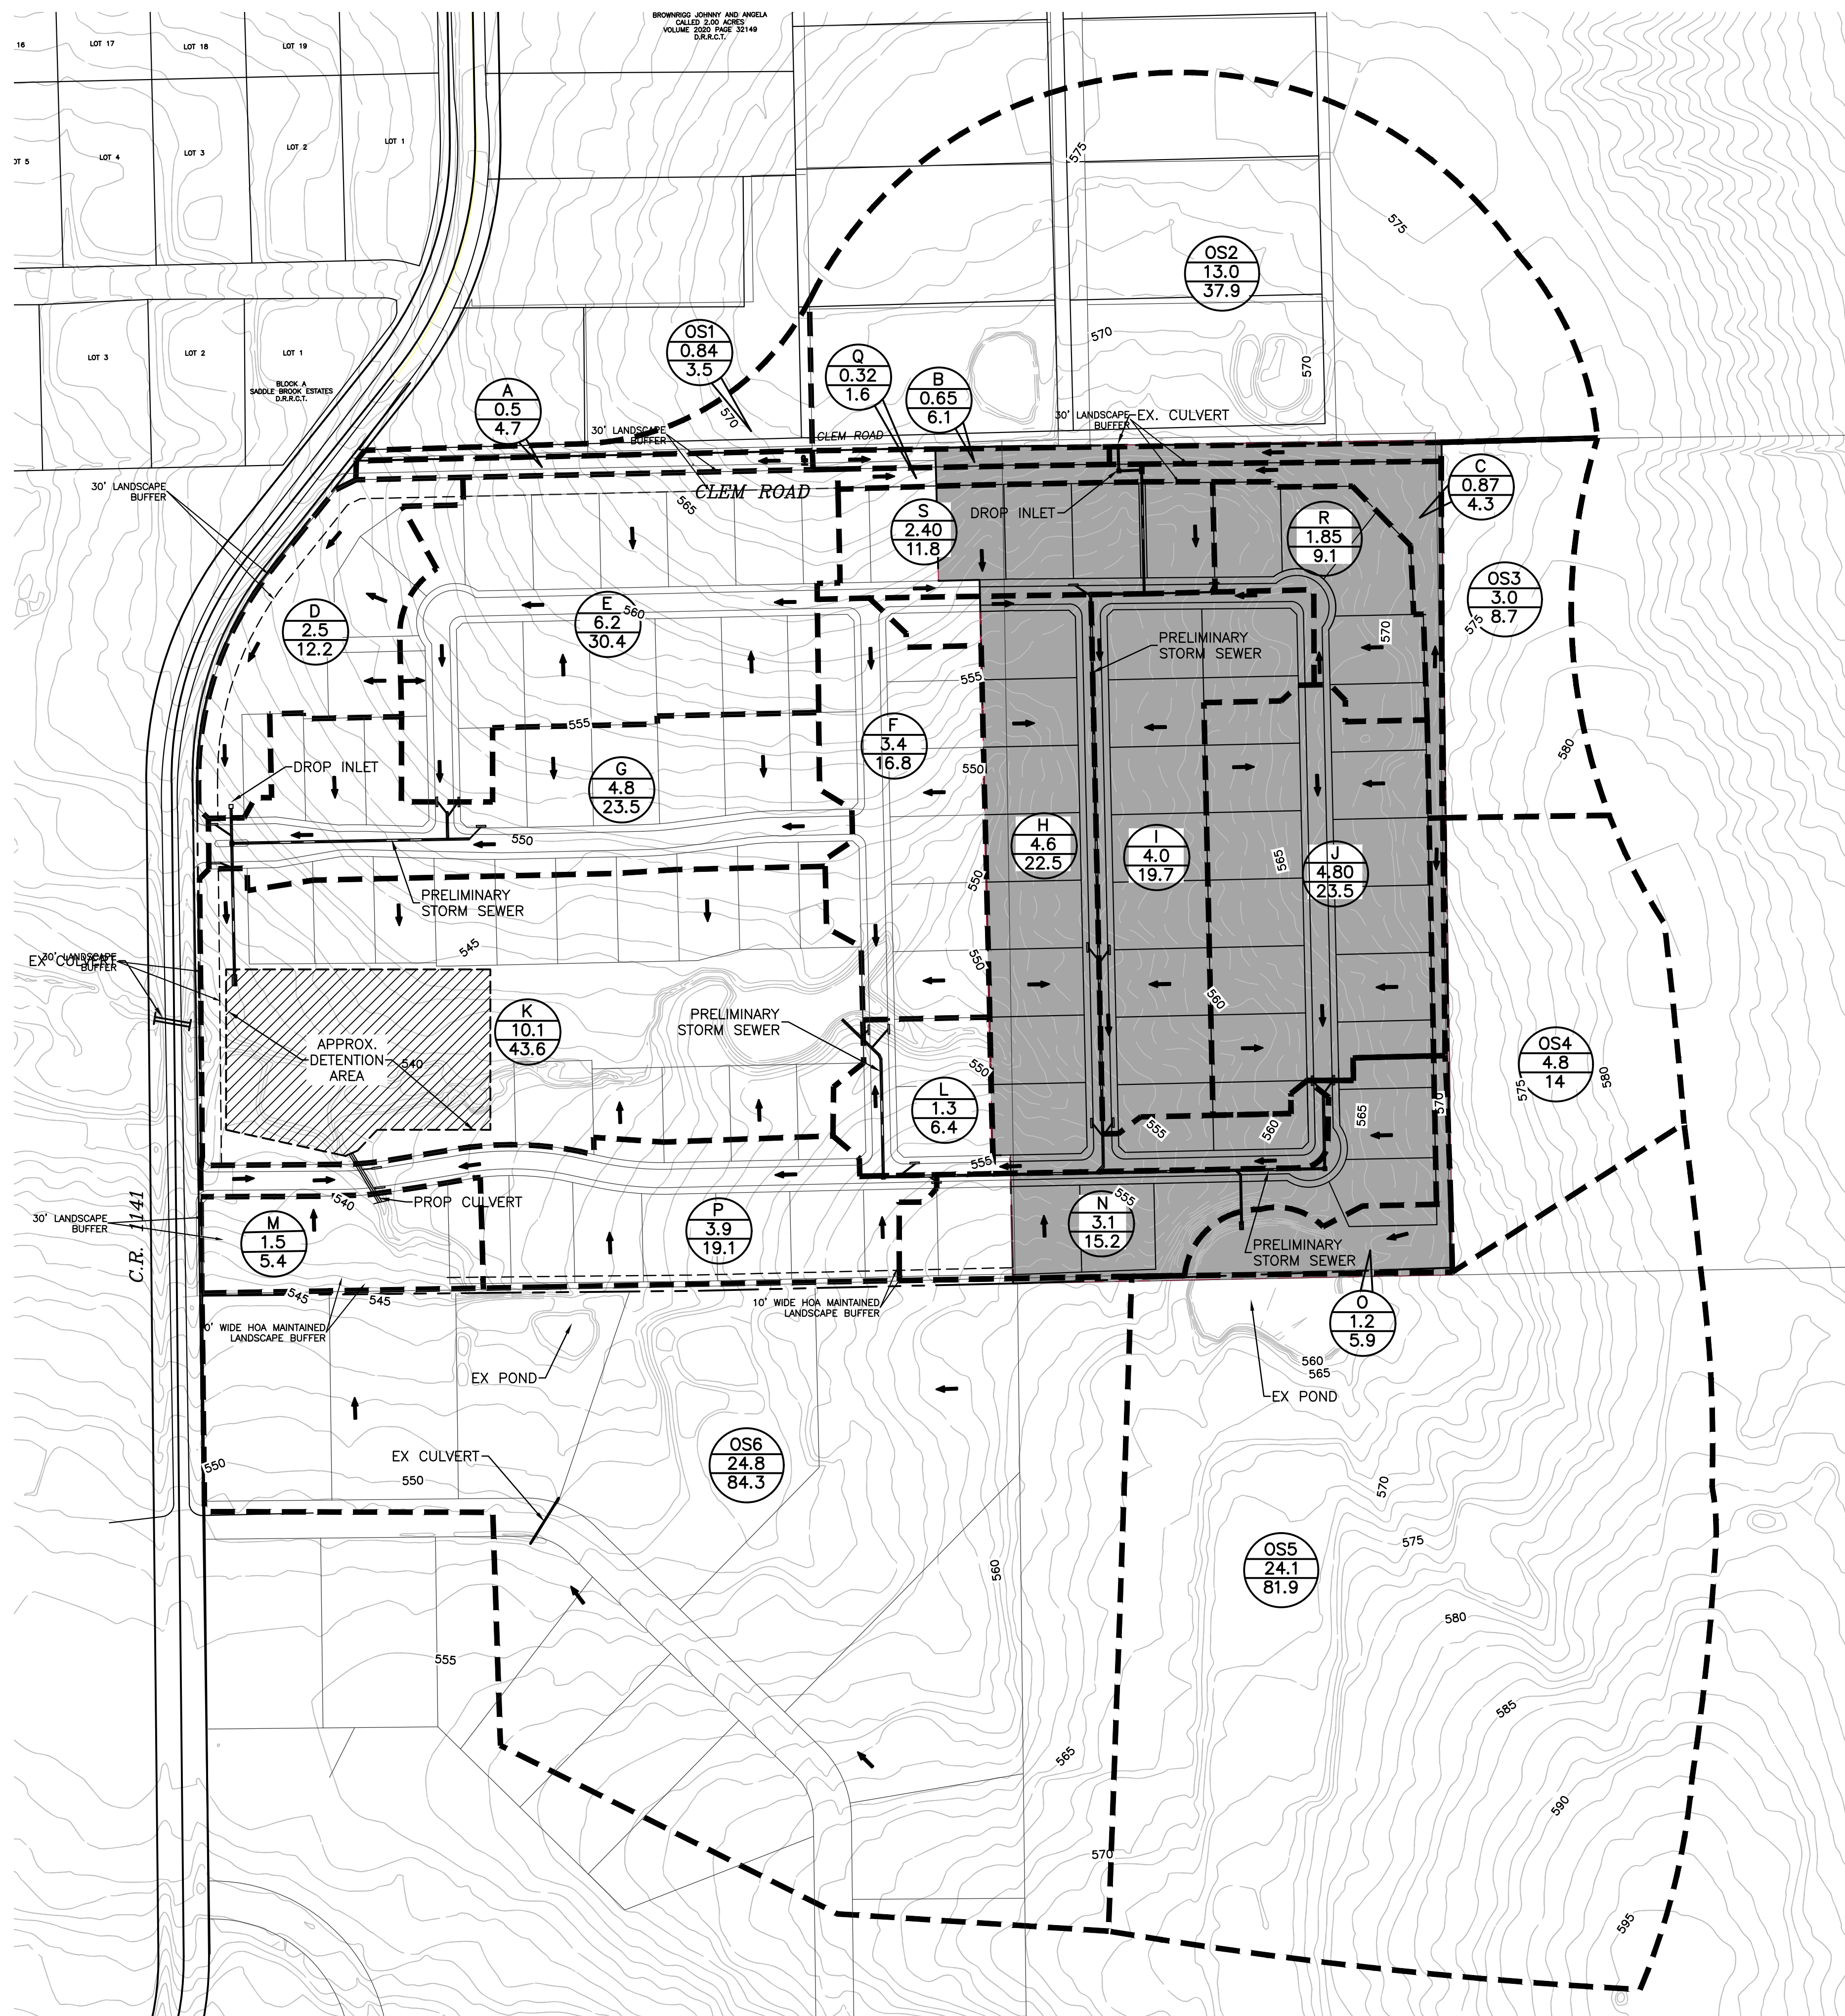 BROWNRIGG JOHNNY AND ANGELA
CALLED 2.00 ACRES
VOLUME 2020 PAGE 32149
D.R.R.C.T.
16
LOT 17
LOT 18
LOT 19
OT 5
LOT 4
LOT 3
LOT 2
LOT 1
575
575
OS2
13.0
37.9
LOT 3
LOT 2
LOT 1
BLOCK A
SADDLE BROOK ESTATES
D.R.R.C.T.
OS1
0.84
3.5
Q
0.32
1.6
B
0.65
6.1
570
570
A
0.5
4.7
570
30' LANDSCAPE
BUFFER
CLEM ROAD
30' LANDSCAPE
BUFFER
EX. CULVERT
30' LANDSCAPE
BUFFER
CLEM ROAD
565
C
0.87
4.3
S
2.40
11.8
DROP INLET
R
1.85
9.1
OS3
3.0
8.7
575
D
2.5
12.2
E
6.2
30.4
560
PRELIMINARY
STORM SEWER
570
555
555
F
3.4
16.8
550
580
DROP INLET
G
4.8
23.5
550
H
4.6
22.5
I
4.0
19.7
565
J
4.80
23.5
550
PRELIMINARY
STORM SEWER
545
550
30' LANDSCAPE
BUFFER
EX CULVERT
560
K
10.1
43.6
PRELIMINARY
STORM SEWER
APPROX.
DETENTION
AREA
540
550
OS4
4.8
14
575
580
570
L
1.3
6.4
555
560
565
555
C.R. 1141
540
PROP CULVERT
30' LANDSCAPE
BUFFER
M
1.5
5.4
P
3.9
19.1
N
3.1
15.2
555
PRELIMINARY
STORM SEWER
545
545
0' WIDE HOA MAINTAINED
LANDSCAPE BUFFER
10' WIDE HOA MAINTAINED
LANDSCAPE BUFFER
O
1.2
5.9
560
565
EX POND
EX POND
OS6
24.8
84.3
EX CULVERT
550
550
570
575
560
OS5
24.1
81.9
580
555
585
565
590
570
595